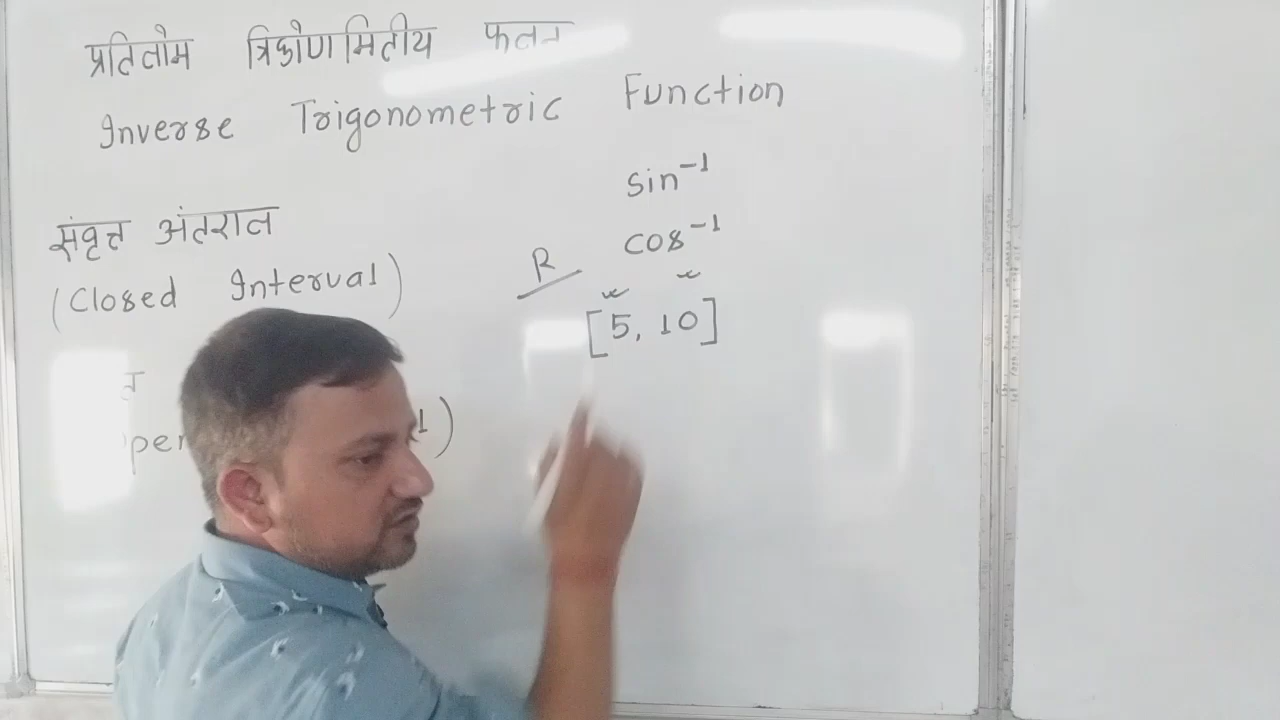 प्रतिलोम त्रिकोणमितीय फलन
Inverse Trigonometric Function
sin⁻¹
cos⁻¹
संवृत्त अंतराल
(Closed Interval)
R
[5, 10]